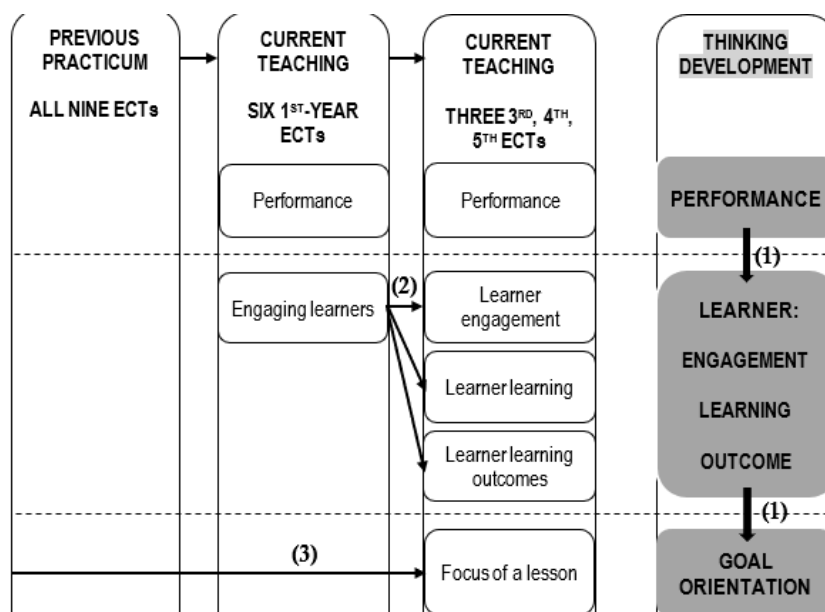 PREVIOUS
PRACTICUM
ALL NINE ECTs
CURRENT
TEACHING
SIX 1ST-YEAR
ECTs
CURRENT
TEACHING
THREE 3RD, 4TH,
5TH ECTs
THINKING
DEVELOPMENT
Performance
Performance
PERFORMANCE
(1)
Engaging learners
(2)
Learner
engagement
Learner learning
Learner learning
outcomes
LEARNER:
ENGAGEMENT
LEARNING
OUTCOME
(1)
(3)
Focus of a lesson
GOAL
ORIENTATION